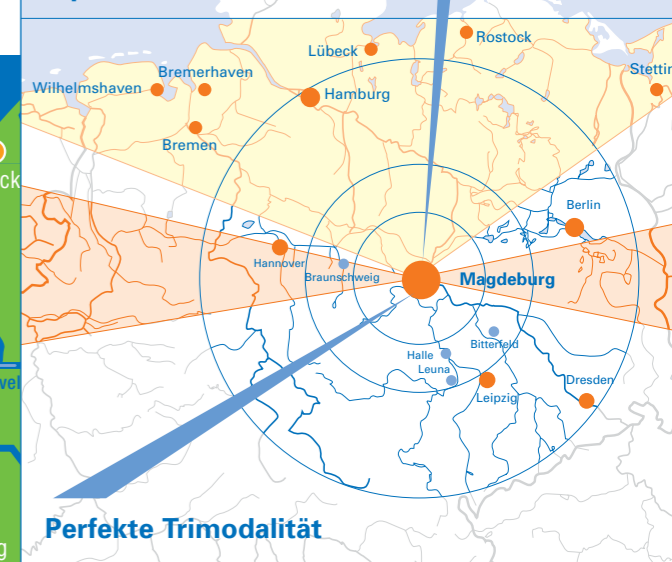 Rostock
Lübeck
Stettin
Bremerhaven
Wilhelmshaven
Hamburg
Bremen
Berlin
Hannover
Braunschweig
Magdeburg
Bitterfeld
Halle
Leuna
Dresden
Leipzig
Perfekte Trimodalität